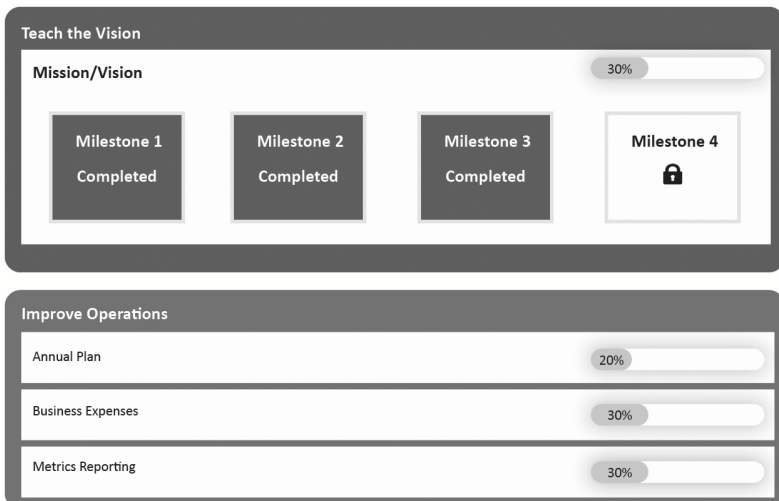 Teach the Vision
Mission/Vision
30%
Milestone 1
Completed
Milestone 2
Completed
Milestone 3
Completed
Milestone 4
Improve Operations
Annual Plan
20%
Business Expenses
30%
Metrics Reporting
30%